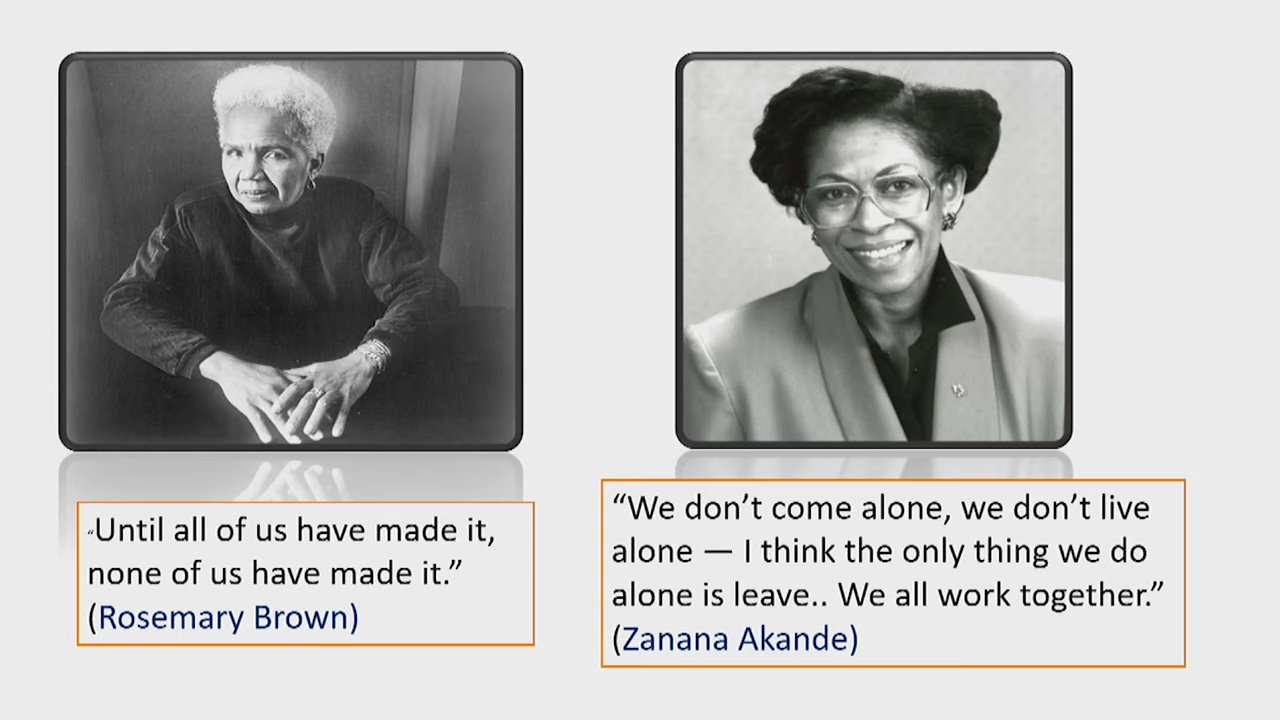 “Until all of us have made it,
none of us have made it.”
(Rosemary Brown)
“We don’t come alone, we don’t live
alone — I think the only thing we do
alone is leave.. We all work together.”
(Zanana Akande)